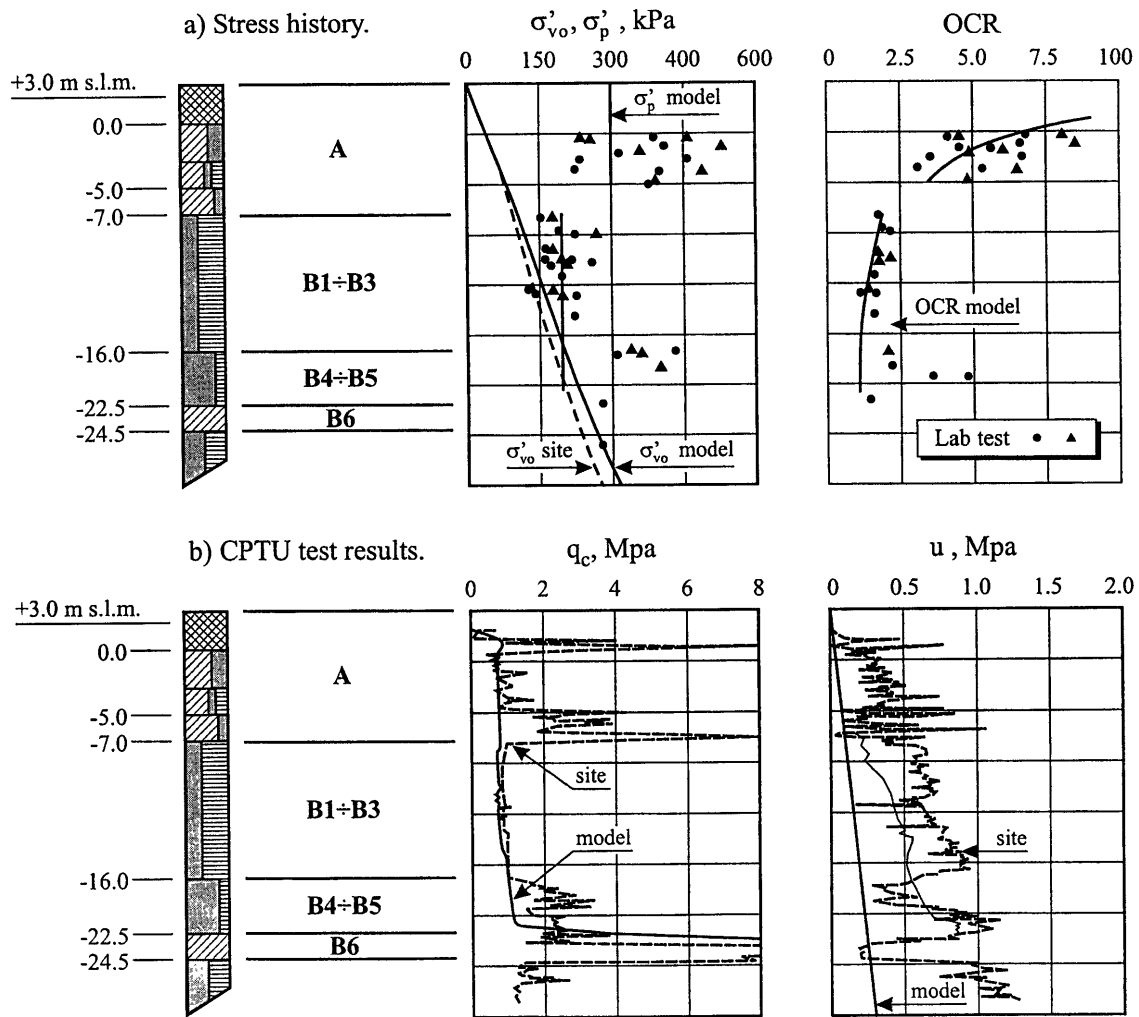 a) Stress history.
σ'vo, σ'p , kPa
OCR
0 150 300 450 600
0 2.5 5.0 7.5 100
+3.0 m s.l.m.
σ'p model
0.0
A
-5.0
-7.0
B1÷B3
OCR model
-16.0
B4÷B5
-22.5
B6
Lab test
-24.5
σ'vo site
σ'vo model
b) CPTU test results.
qc, Mpa
u , Mpa
0 2 4 6 8
0 0.5 1.0 1.5 2.0
+3.0 m s.l.m.
0.0
A
-5.0
-7.0
site
B1÷B3
model
site
-16.0
B4÷B5
-22.5
B6
-24.5
model